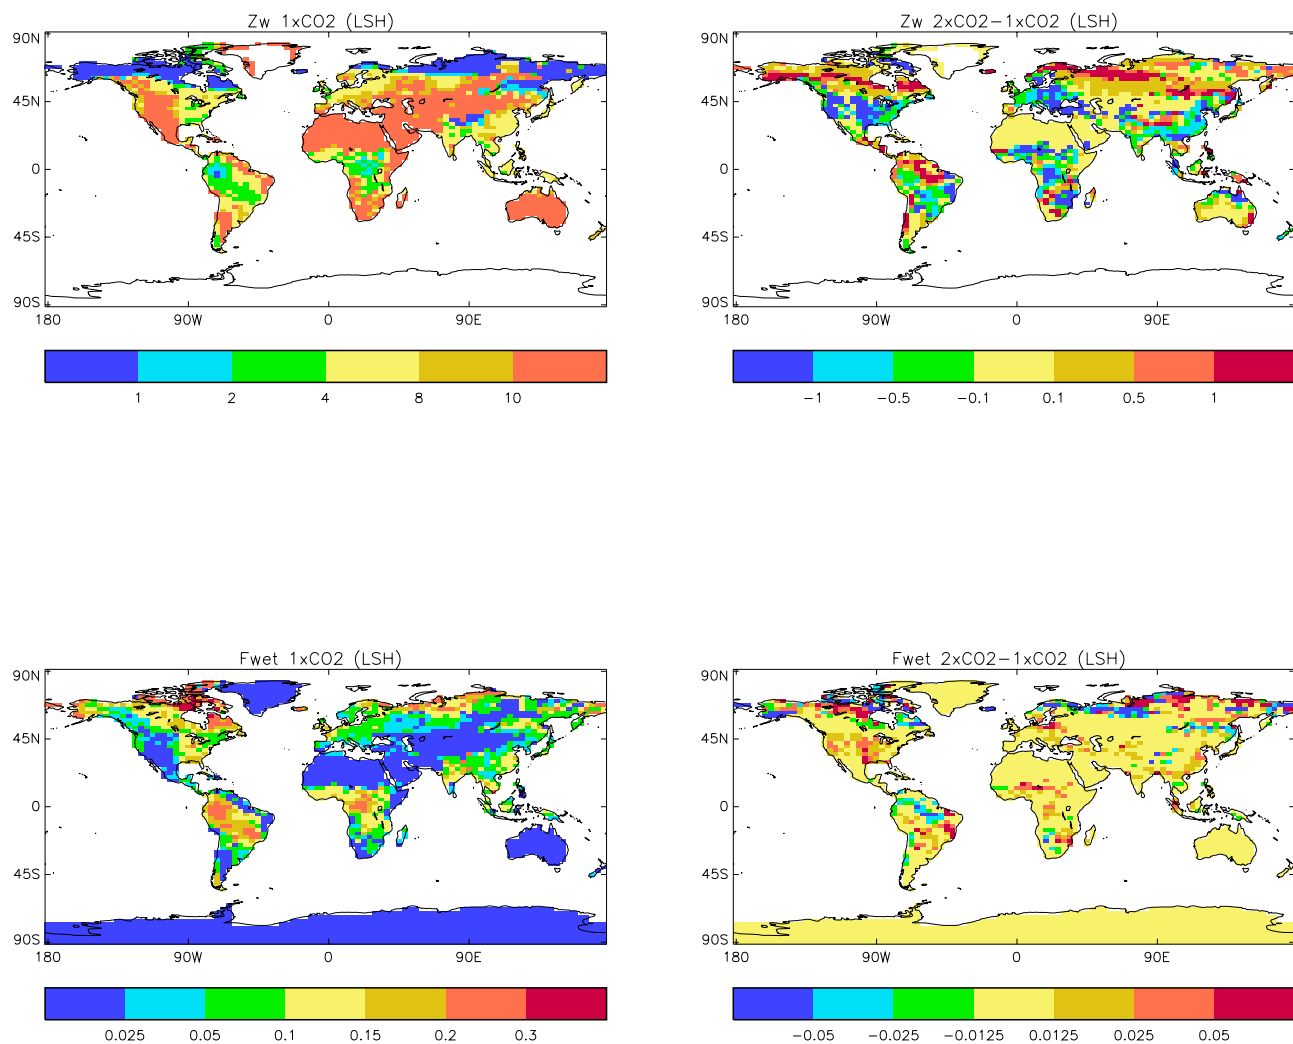 Zw 1xCO2 (LSH)
90N
45N
0
45S
90S
180 90W 0 90E
1 2 4 8 10
Zw 2xCO2−1xCO2 (LSH)
90N
45N
0
45S
90S
180 90W 0 90E
−1 −0.5 −0.1 0.1 0.5 1
Fwet 1xCO2 (LSH)
90N
45N
0
45S
90S
180 90W 0 90E
0.025 0.05 0.1 0.15 0.2 0.3
Fwet 2xCO2−1xCO2 (LSH)
90N
45N
0
45S
90S
180 90W 0 90E
−0.05 −0.025 −0.0125 0.0125 0.025 0.05